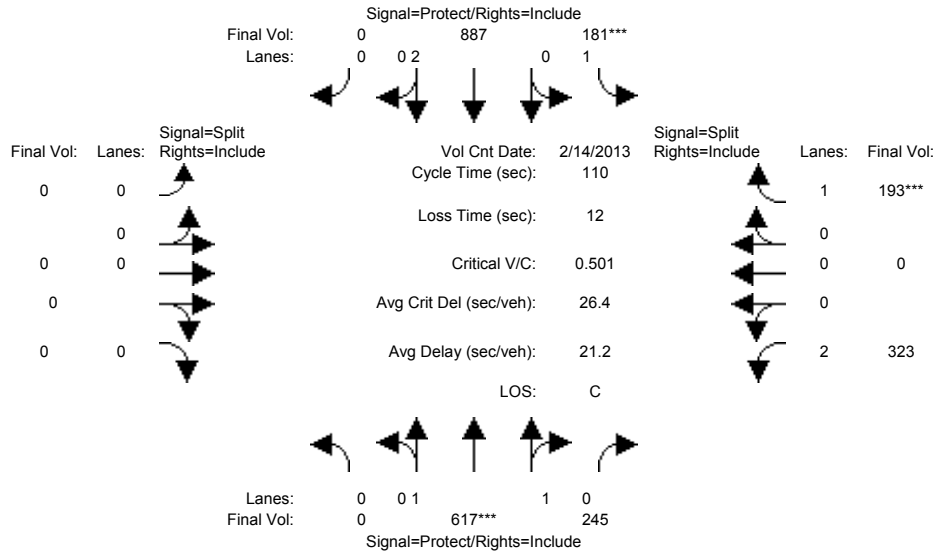 Signal=Protect/Rights=Include
Final Vol: 0 887 181***
Lanes: 0 0 2 0 1
Signal=Split
Final Vol: Lanes: Rights=Include
Vol Cnt Date: 2/14/2013
Signal=Split
Rights=Include Lanes: Final Vol:
Cycle Time (sec): 110
0 0
1 193***
Loss Time (sec): 12
0
0
0 0
Critical V/C: 0.501
0 0
0
Avg Crit Del (sec/veh): 26.4
0
0 0
Avg Delay (sec/veh): 21.2
2 323
LOS: C
Lanes: 0 0 1 1 0
Final Vol: 0 617*** 245
Signal=Protect/Rights=Include